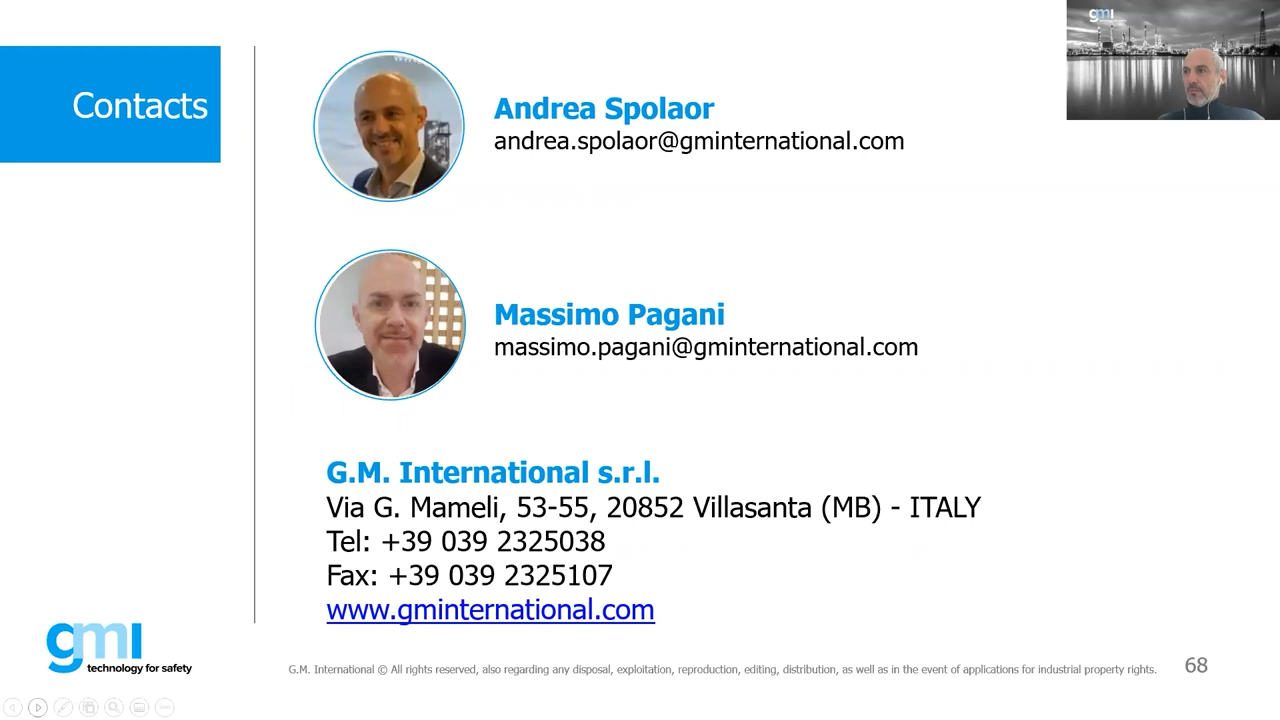 gmi
Contacts
Andrea Spolaor
andrea.spolaor@gminternational.com
Massimo Pagani
massimo.pagani@gminternational.com
G.M. International s.r.l.
Via G. Mameli, 53-55, 20852 Villasanta (MB) - ITALY
Tel: +39 039 2325038
Fax: +39 039 2325107
www.gminternational.com
gmi
technology for safety
G.M. International © All rights reserved, also regarding any disposal, exploitation, reproduction, editing, distribution, as well as in the event of applications for industrial property rights.
68